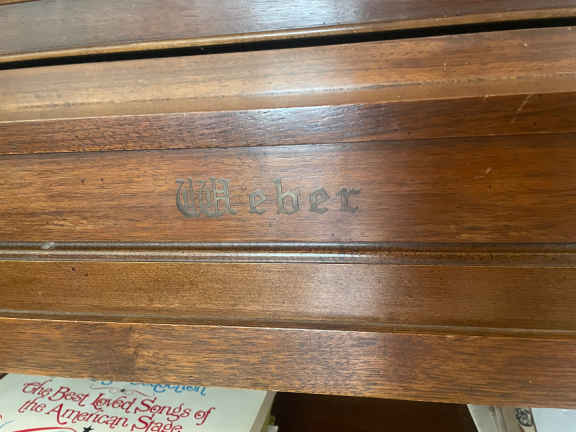 Weber
The Best Loved Songs of
the American Stage